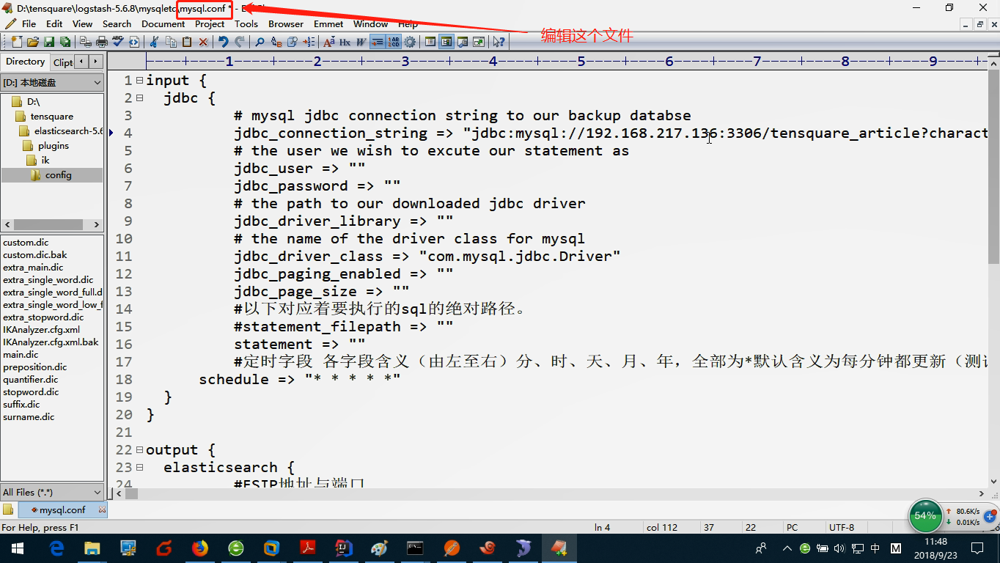 D:\tensquare\logstash-5.6.8\mysqletc\mysql.conf * - E
编辑这个文件
File Edit View Search Document Project Tools Browser Emmet Window Help
Directory Clipt
[D:] 本地磁盘
D:\
tensquare
elasticsearch-5.6
plugins
ik
config
custom.dic
custom.dic.bak
extra_main.dic
extra_single_word.dic
extra_single_word_full.d
extra_single_word_low_f
extra_stopword.dic
IKAnalyzer.cfg.xml
IKAnalyzer.cfg.xml.bak
main.dic
preposition.dic
quantifier.dic
stopword.dic
suffix.dic
surname.dic
All Files (*.*)
----+----1----+----2----+----3----+----4----+----5----+----6----+----7----+----8----+----9----+-
1 input {
2 jdbc {
3 # mysql jdbc connection string to our backup databse
4 jdbc_connection_string => "jdbc:mysql://192.168.217.136:3306/tensquare_article?charact
5 # the user we wish to excute our statement as
6 jdbc_user => ""
7 jdbc_password => ""
8 # the path to our downloaded jdbc driver
9 jdbc_driver_library => ""
10 # the name of the driver class for mysql
11 jdbc_driver_class => "com.mysql.jdbc.Driver"
12 jdbc_paging_enabled => ""
13 jdbc_page_size => ""
14 #以下对应着要执行的sql的绝对路径。
15 #statement_filepath => ""
16 statement => ""
17 #定时字段 各字段含义（由左至右）分、时、天、月、年，全部为*默认含义为每分钟都更新（测试
18 schedule => "* * * * *"
19 }
20 }
21
22 output {
23 elasticsearch {
24 #ESIP地址与端口
mysql.conf
For Help, press F1
ln 4 col 112 37 22 PC UTF-8
54% 80.6K/s
0.01K/s
中 M
11:48
2018/9/23